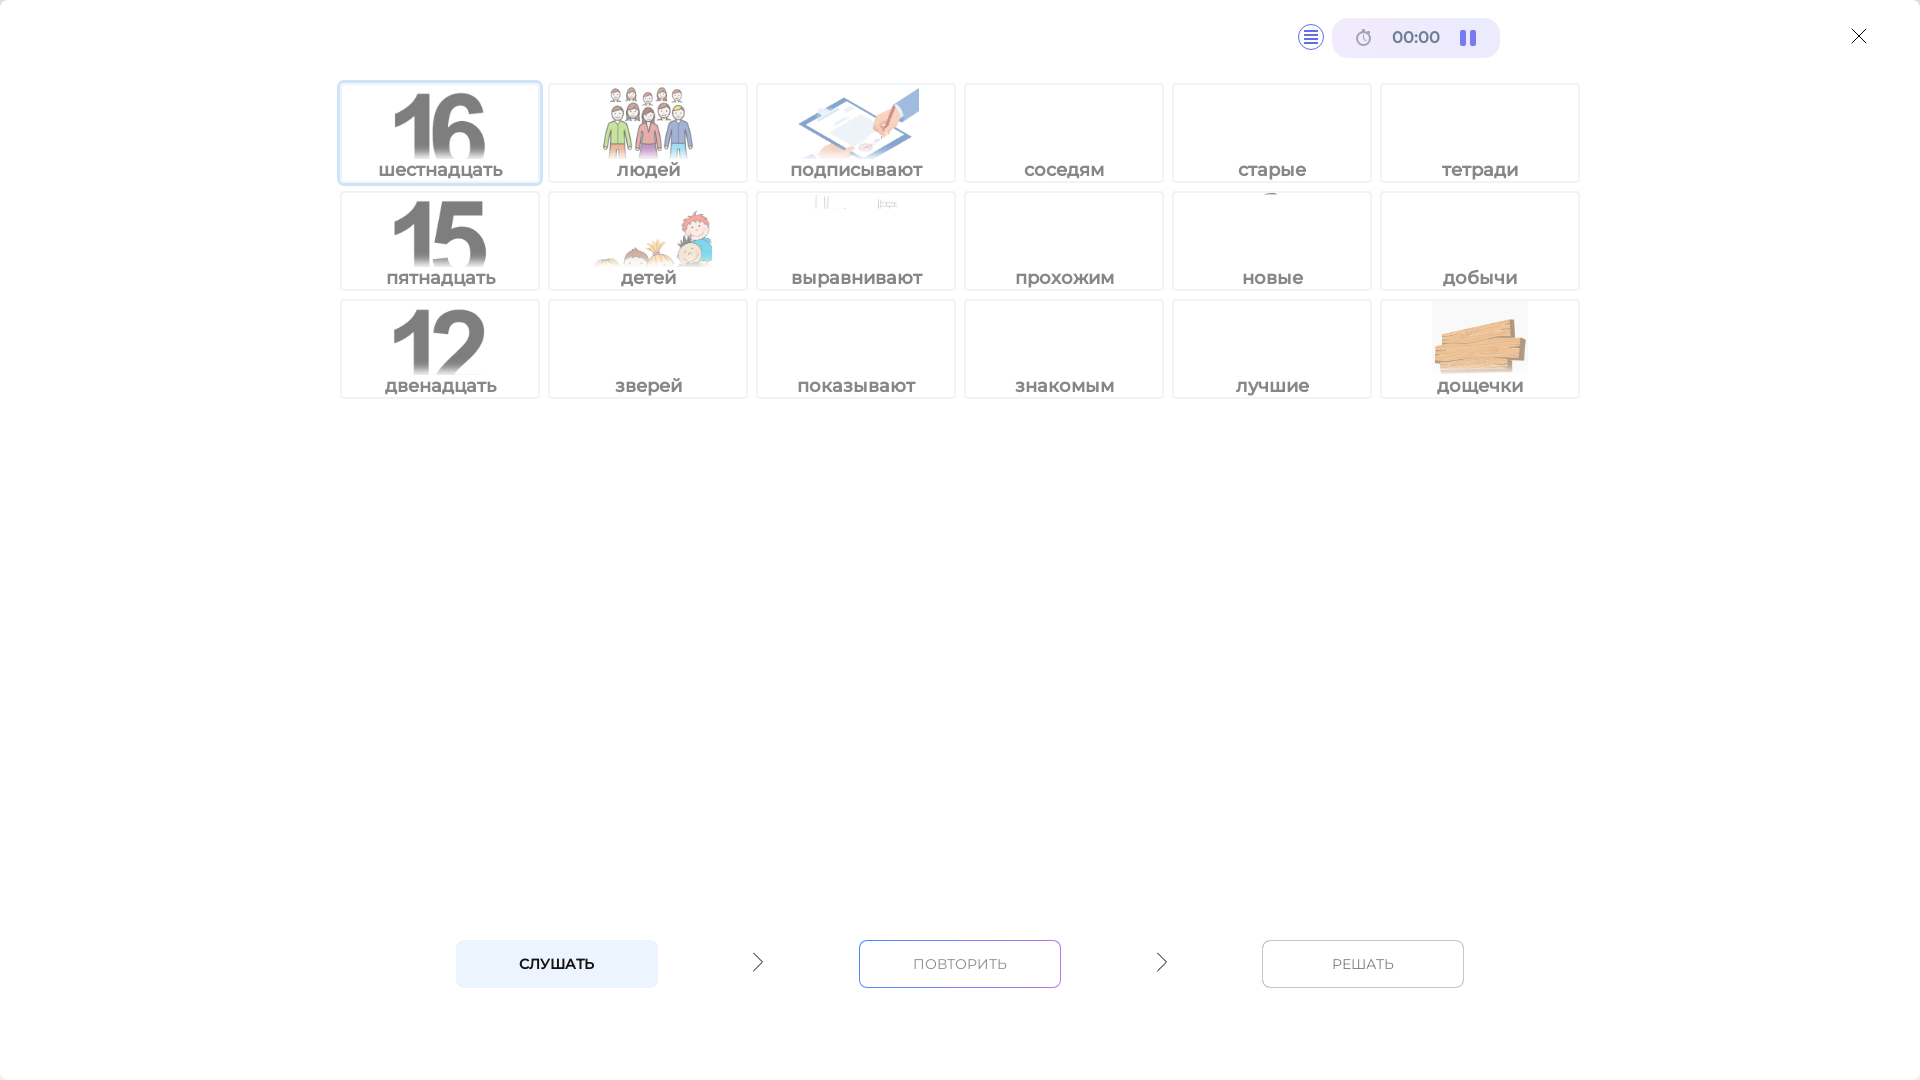 00:00
16
шестнадцать
людей
подписывают
соседям
старые
тетради
15
пятнадцать
детей
выравнивают
прохожим
новые
добычи
12
двенадцать
зверей
показывают
знакомым
лучшие
дощечки
СЛУШАТЬ
ПОВТОРИТЬ
РЕШАТЬ